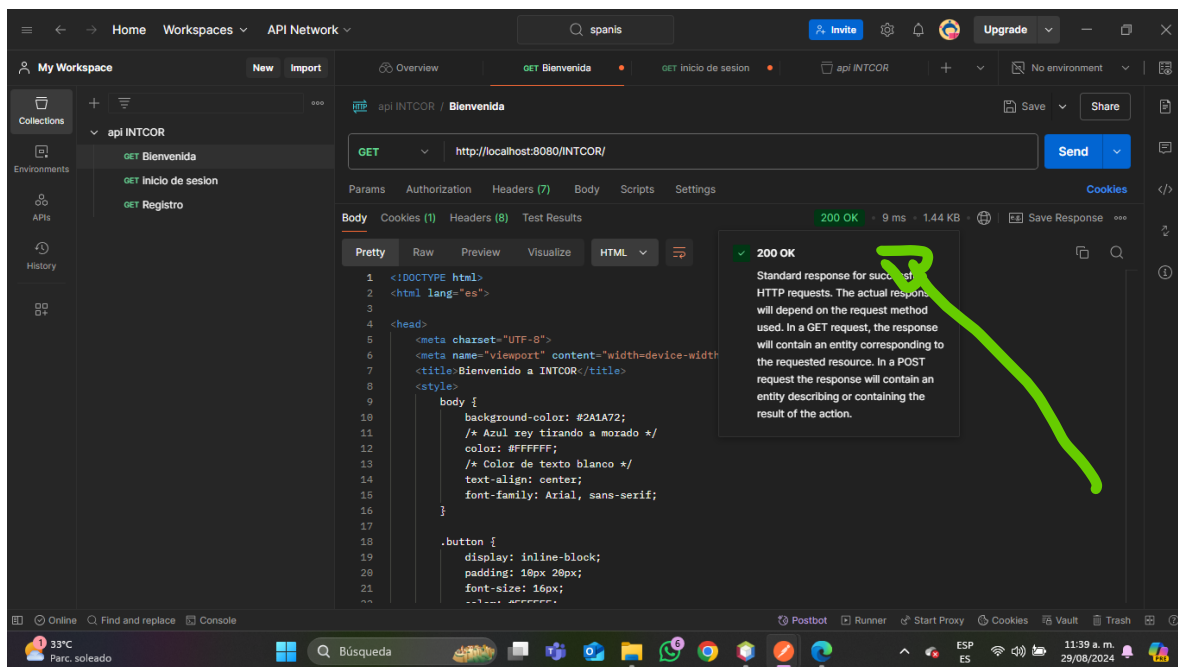 Home Workspaces API Network spanis Invite Upgrade
My Workspace New Import Overview GET Bienvenida GET inicio de sesion api INTCOR No environment
Collections
Environments
APIs
History
api INTCOR
GET Bienvenida
GET inicio de sesion
GET Registro
HTTP api INTCOR / Bienvenida Save Share
GET http://localhost:8080/INTCOR/ Send
Params Authorization Headers (7) Body Scripts Settings Cookies
Body Cookies (1) Headers (8) Test Results 200 OK 9 ms 1.44 KB Save Response
Pretty Raw Preview Visualize HTML
1 <!DOCTYPE html>
2 <html lang="es">
3
4 <head>
5 <meta charset="UTF-8">
6 <meta name="viewport" content="width=device-width
7 <title>Bienvenido a INTCOR</title>
8 <style>
9 body {
10 background-color: #2A1A72;
11 /* Azul rey tirando a morado */
12 color: #FFFFFF;
13 /* Color de texto blanco */
14 text-align: center;
15 font-family: Arial, sans-serif;
16 }
17
18 .button {
19 display: inline-block;
20 padding: 10px 20px;
21 font-size: 16px;
200 OK
Standard response for
HTTP requests. The actual
will depend on the request method
used. In a GET request, the response
will contain an entity corresponding to
the requested resource. In a POST
request the response will contain an
entity describing or containing the
result of the action.
Online Find and replace Console Postbot Runner Start Proxy Cookies Vault Trash
1 33°C
Parc. soleado
Búsqueda
6
ESP
ES
11:39 a. m.
29/08/2024